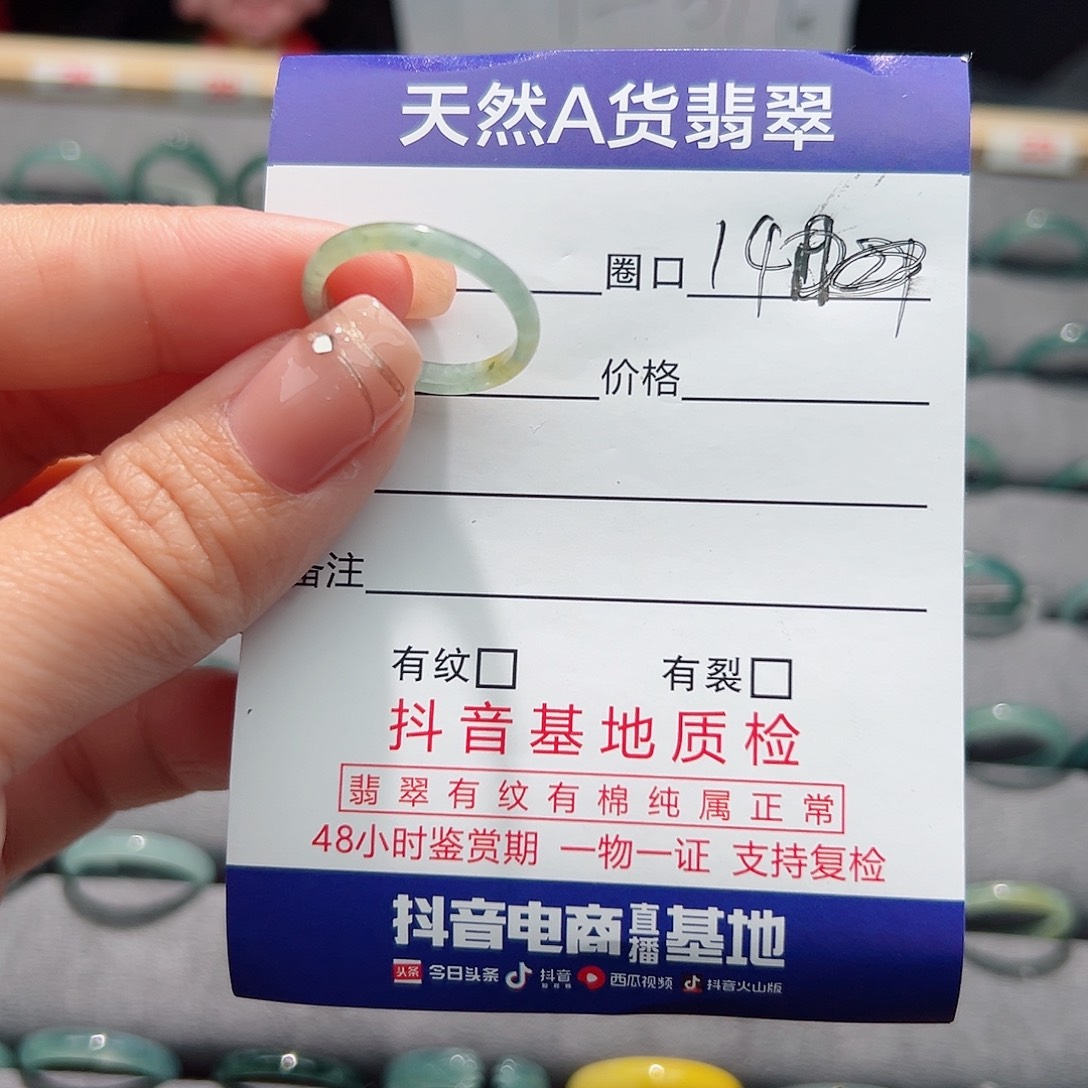 天然A货翡翠
圈口 19
价格
备注
有纹□ 有裂□
抖音基地质检
翡翠有纹有棉纯属正常
48小时鉴赏期 一物一证 支持复检
抖音电商直播基地
头条 今日头条 抖音 西瓜视频 抖音火山版